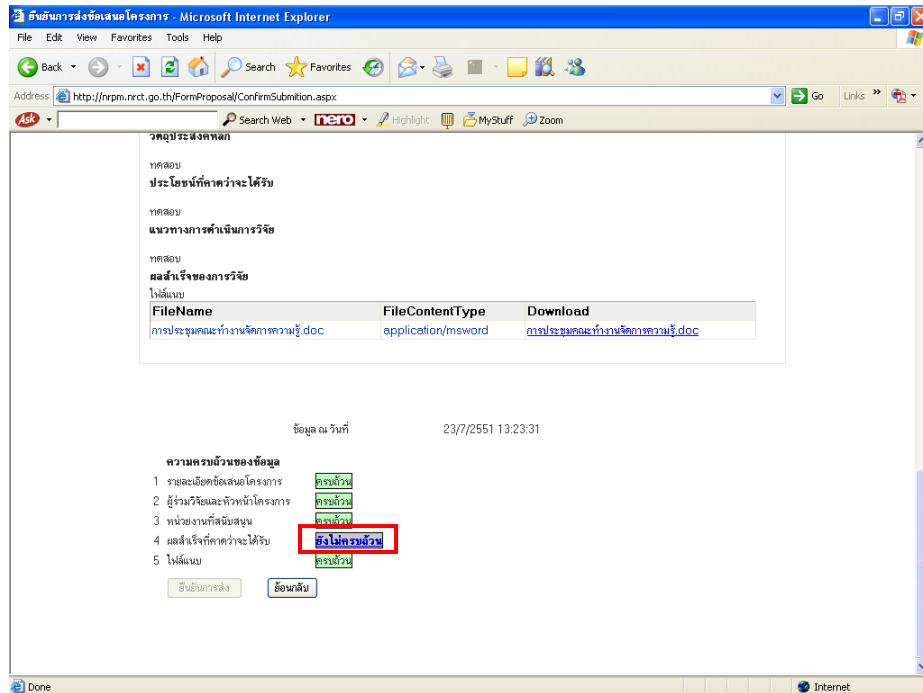 ยืนยันการส่งข้อเสนอโครงการ - Microsoft Internet Explorer
File Edit View Favorites Tools Help
Back Search Favorites
Address http://nrpm.nrct.go.th/FormProposal/ConfirmSubmition.aspx Go Links
Ask Search Web nero Highlight MyStuff Zoom
วัตถุประสงค์หลัก
ทดสอบ
ประโยชน์ที่คาดว่าจะได้รับ
ทดสอบ
แนวทางการดำเนินการวิจัย
ทดสอบ
ผลสำเร็จของการวิจัย
ไฟล์แนบ
FileName FileContentType Download
การประชุมคณะทำงานจัดการความรู้.doc application/msword การประชุมคณะทำงานจัดการความรู้.doc
ข้อมูล ณ วันที่ 23/7/2551 13:23:31
ความครบถ้วนของข้อมูล
1 รายละเอียดข้อเสนอโครงการ ครบถ้วน
2 ผู้ร่วมวิจัยและหัวหน้าโครงการ ครบถ้วน
3 หน่วยงานที่สนับสนุน ครบถ้วน
4 ผลสำเร็จที่คาดว่าจะได้รับ ยังไม่ครบถ้วน
5 ไฟล์แนบ ครบถ้วน
ยืนยันการส่ง ย้อนกลับ
Done Internet